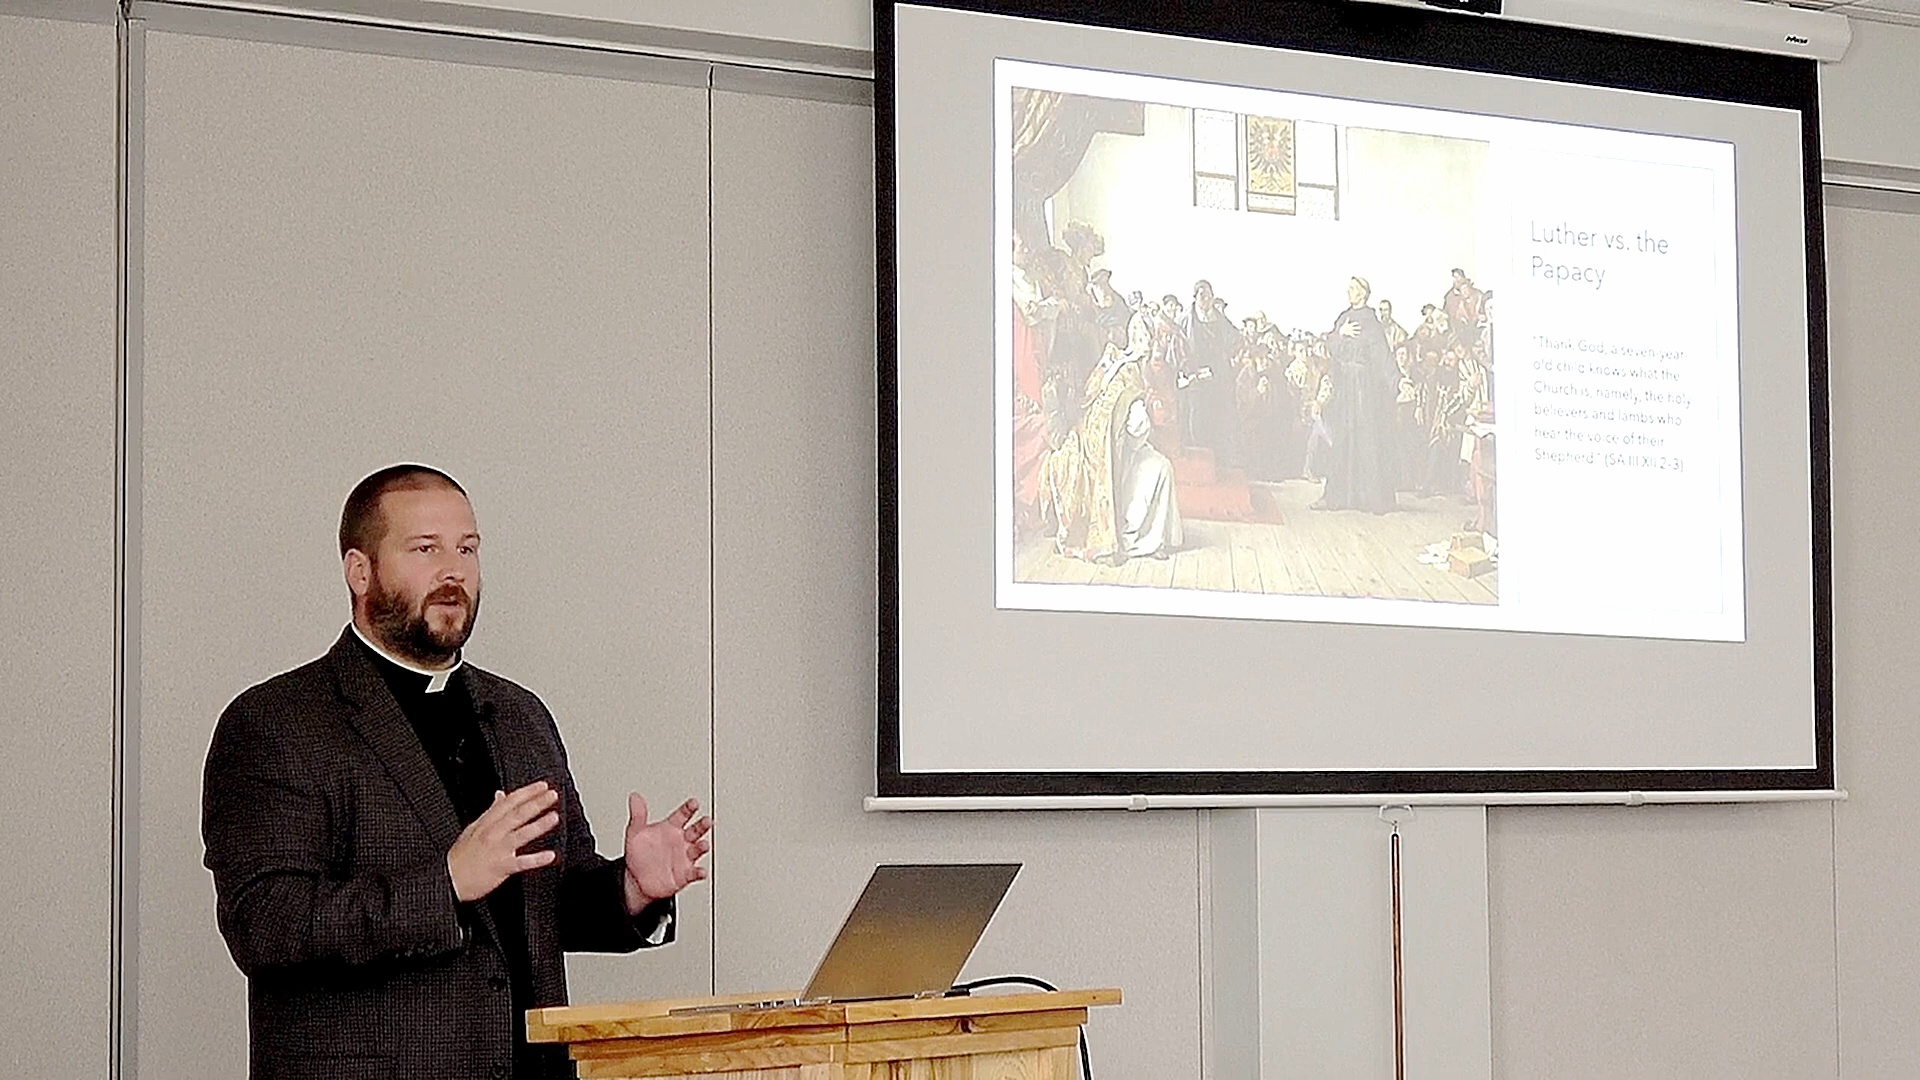 Luther vs. the
Papacy
"Thank God, a seven-year-
old child knows what the
Church is, namely, the holy
believers and lambs who
hear the voice of their
Shepherd." (SA III XII 2-3)